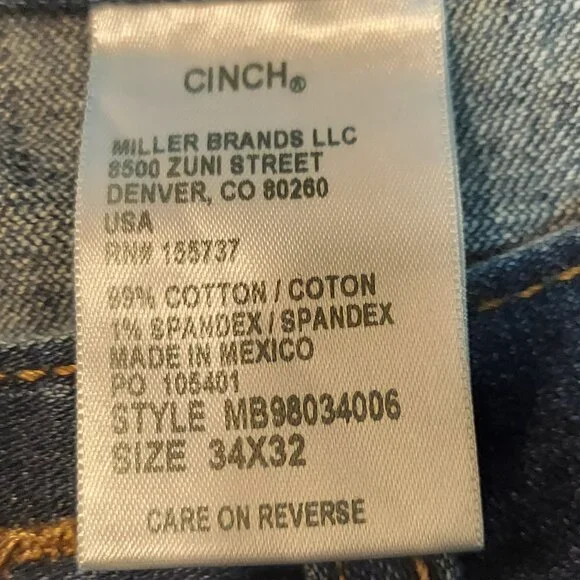 CINCH®
MILLER BRANDS LLC
8500 ZUNI STREET
DENVER, CO 80260
USA
RN# 155737
99% COTTON / COTON
1% SPANDEX / SPANDEX
MADE IN MEXICO
PO 105401
STYLE MB98034006
SIZE 34X32
CARE ON REVERSE